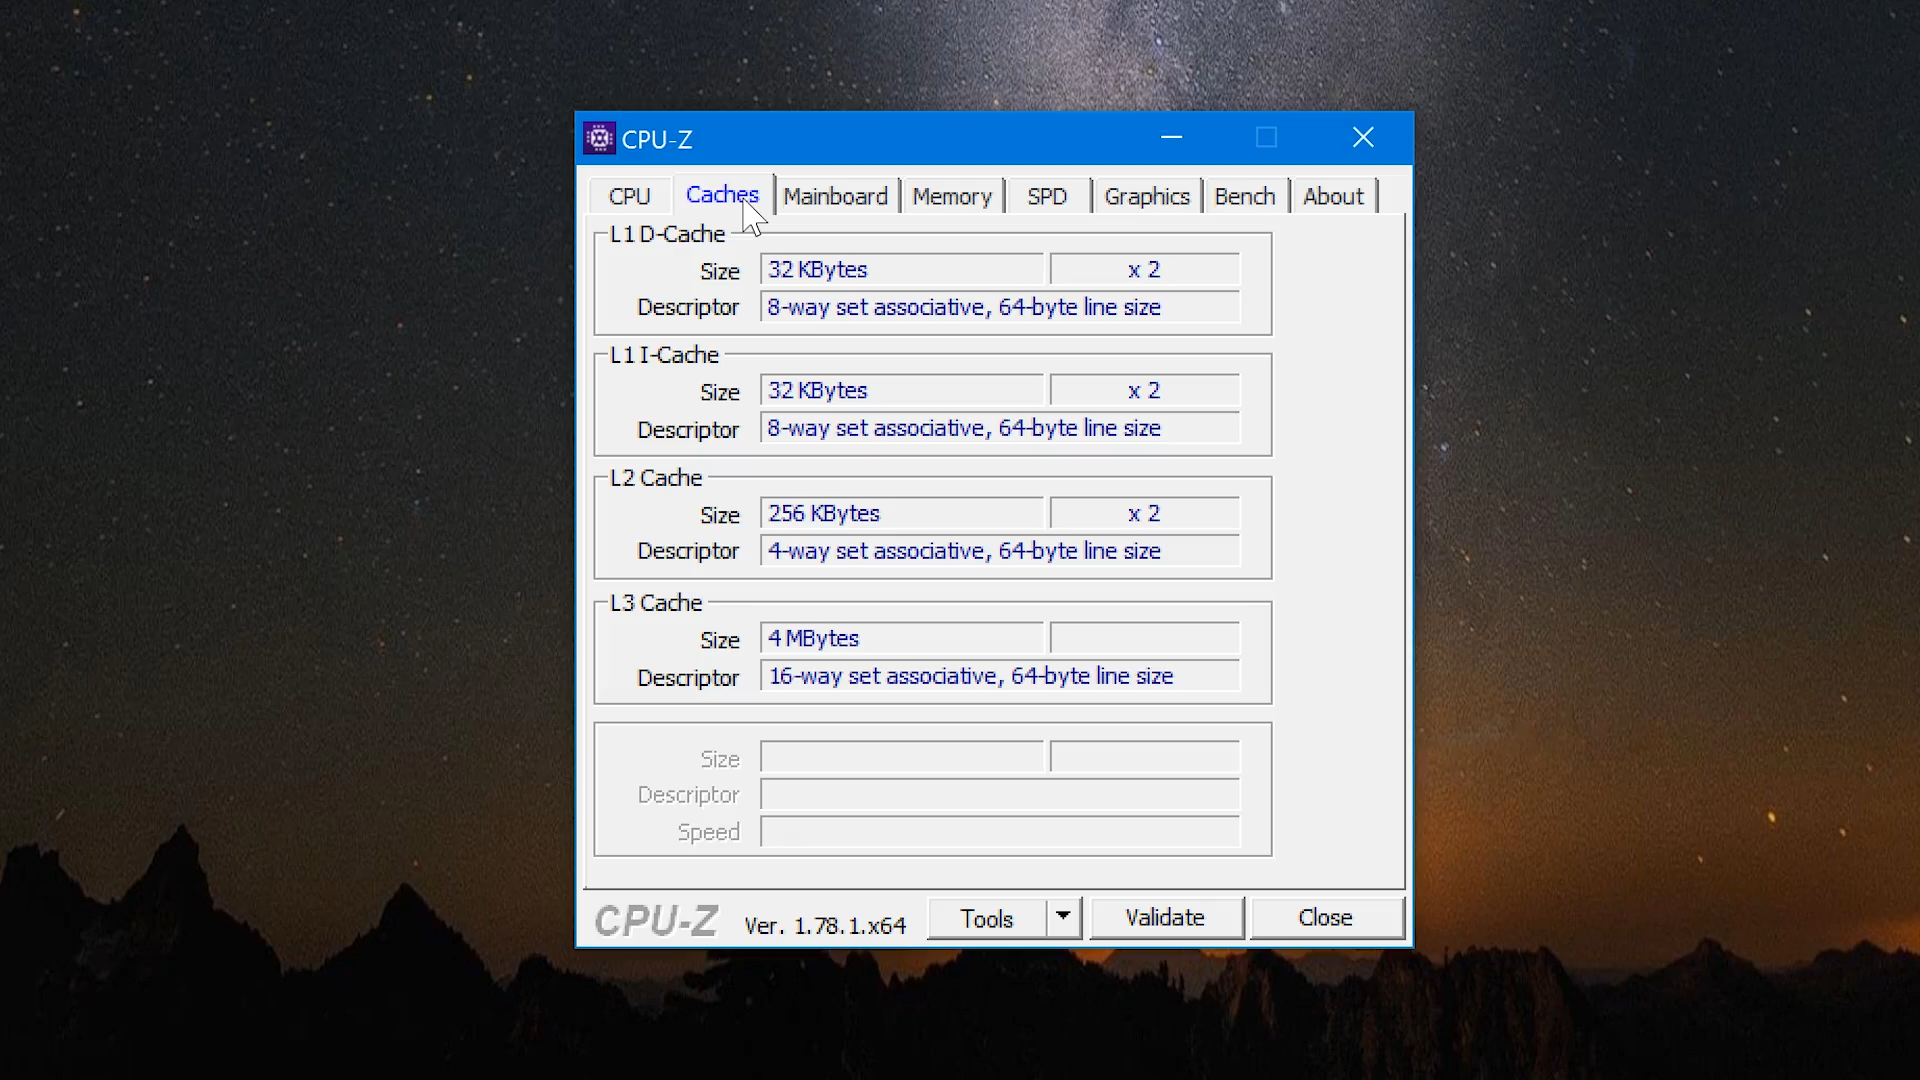 CPU-Z
CPU Caches Mainboard Memory SPD Graphics Bench About
L1 D-Cache
Size 32 KBytes x 2
Descriptor 8-way set associative, 64-byte line size
L1 I-Cache
Size 32 KBytes x 2
Descriptor 8-way set associative, 64-byte line size
L2 Cache
Size 256 KBytes x 2
Descriptor 4-way set associative, 64-byte line size
L3 Cache
Size 4 MBytes
Descriptor 16-way set associative, 64-byte line size
Size
Descriptor
Speed
CPU-Z Ver. 1.78.1.x64 Tools Validate Close